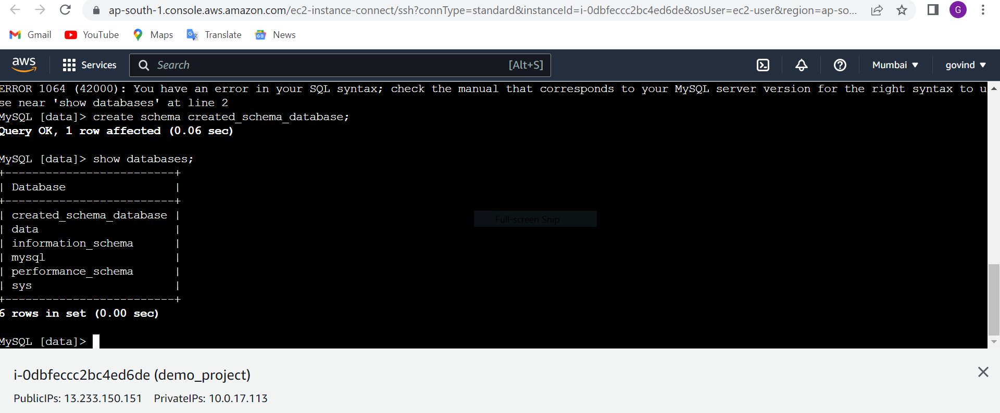 ap-south-1.console.aws.amazon.com/ec2-instance-connect/ssh?connType=standard&instanceId=i-0dbfeccc2bc4ed6de&osUser=ec2-user&region=ap-so...
G
Gmail YouTube Maps Translate News
aws Services Search [Alt+S] Mumbai ▼ govind ▼
ERROR 1064 (42000): You have an error in your SQL syntax; check the manual that corresponds to your MySQL server version for the right syntax to u
se near 'show databases' at line 2
MySQL [data]> create schema created_schema_database;
Query OK, 1 row affected (0.06 sec)
MySQL [data]> show databases;
+-------------------------+
| Database                |
+-------------------------+
| created_schema_database |
| data                    |
| information_schema      |
| mysql                   |
| performance_schema      |
| sys                     |
+-------------------------+
6 rows in set (0.00 sec)
Full-screen Snip
MySQL [data]>
i-0dbfeccc2bc4ed6de (demo_project)
PublicIPs: 13.233.150.151 PrivateIPs: 10.0.17.113